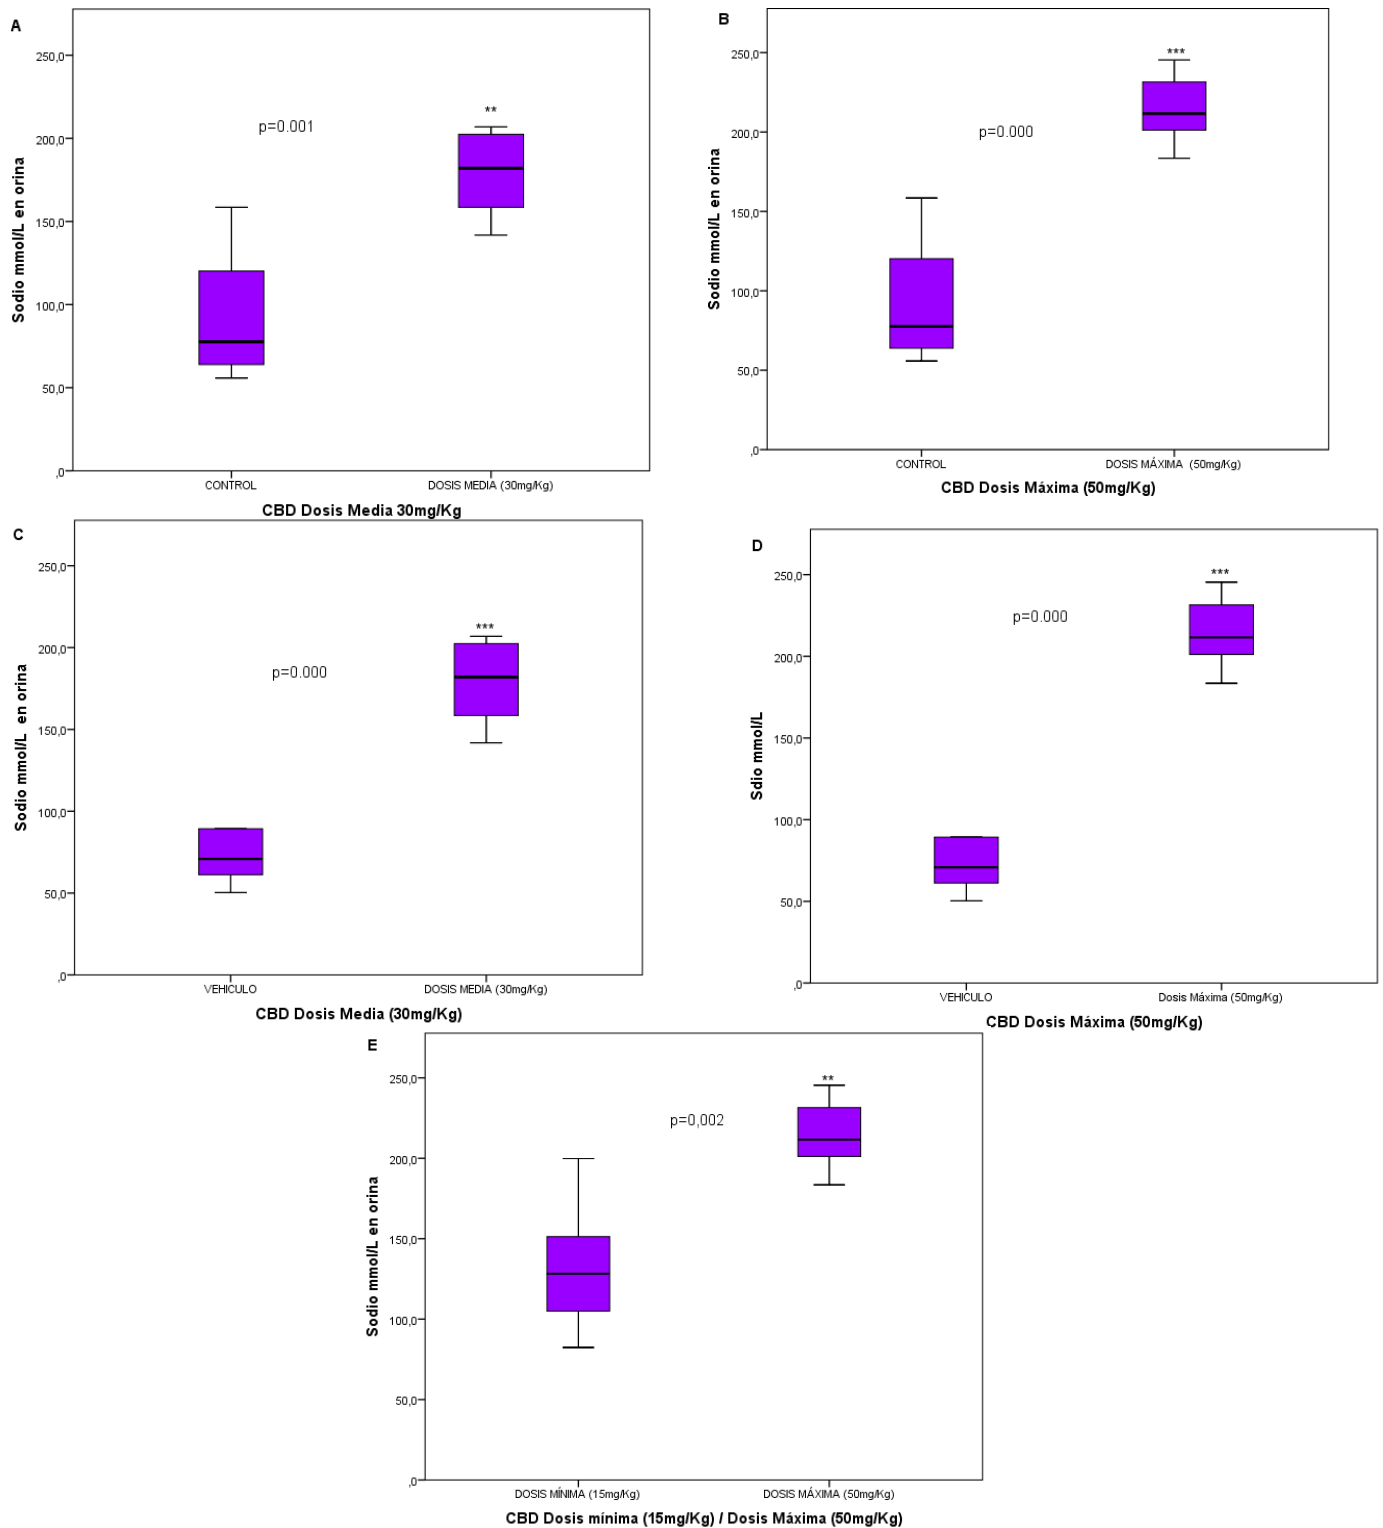 A
250,0
200,0
150,0
100,0
50,0
,0
Sodio mmol/L en orina
p=0.001
**
CONTROL
DOSIS MEDIA (30mg/Kg)
CBD Dosis Media 30mg/Kg
B
250,0
200,0
150,0
100,0
50,0
,0
Sodio mmol/L en orina
p=0.000
***
CONTROL
DOSIS MÁXIMA (50mg/Kg)
CBD Dosis Máxima (50mg/Kg)
C
250,0
200,0
150,0
100,0
50,0
,0
Sodio mmol/L en orina
p=0.000
***
VEHICULO
DOSIS MEDIA (30mg/Kg)
CBD Dosis Media (30mg/Kg)
D
250,0
200,0
150,0
100,0
50,0
,0
Sdio mmol/L
p=0.000
***
VEHICULO
Dosis Máxima (50mg/Kg)
CBD Dosis Máxima (50mg/Kg)
E
250,0
200,0
150,0
100,0
50,0
,0
Sodio mmol/L en orina
p=0,002
**
DOSIS MÍNIMA (15mg/Kg)
DOSIS MÁXIMA (50mg/Kg)
CBD Dosis mínima (15mg/Kg) / Dosis Máxima (50mg/Kg)